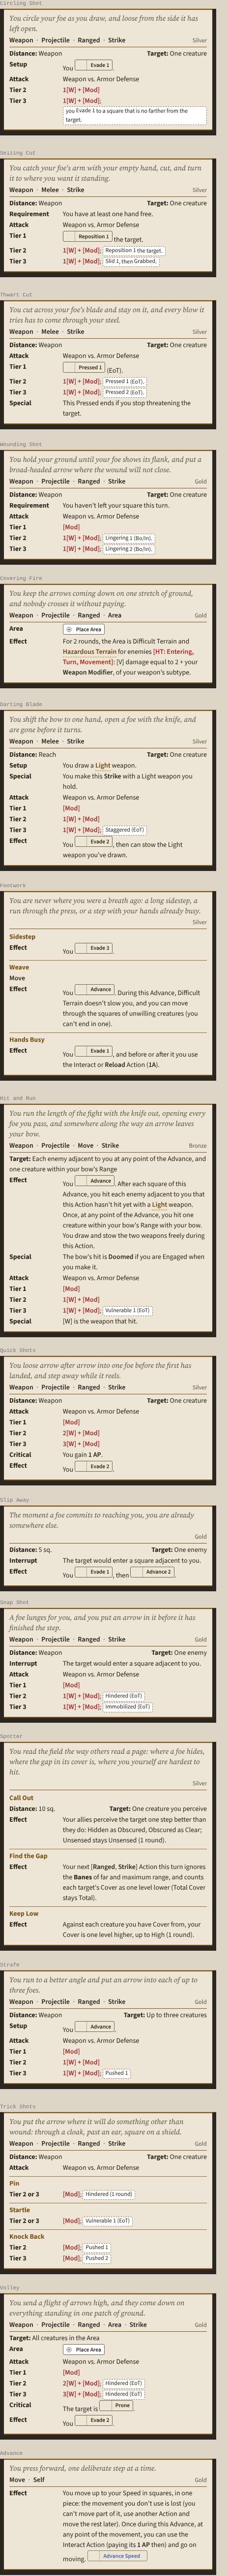 Circling Shot
You circle your foe as you draw, and loose from the side it has
left open.
Weapon · Projectile · Ranged · Strike Silver
Distance: Weapon Target: One creature
Setup You Evade 1.
Attack Weapon vs. Armor Defense
Tier 2 1[W] + [Mod]
Tier 3 1[W] + [Mod];
you Evade 1 to a square that is no farther from the
target.
Sniding Cut
You catch your foe's arm with your empty hand, cut, and turn
it to where you want it standing.
Weapon · Melee · Strike
Distance: Weapon Target: One creature
Requirement You have at least one hand free.
Attack Weapon vs. Armor Defense
Tier 1 Reposition 1 the target.
Tier 2 1[W] + [Mod]; Reposition 1 the target.
Tier 3 1[W] + [Mod]; Slid 1, then Grabbed.
Thwart Cut
You cut across your foe's blade and stay on it, and every blow it
tries has to come through your steel.
Weapon · Melee · Strike
Distance: Weapon Target: One creature
Attack Weapon vs. Armor Defense
Tier 1 Pressed 1 (EoT).
Tier 2 1[W] + [Mod]; Pressed 1 (EoT).
Tier 3 1[W] + [Mod]; Pressed 2 (EoT).
Special This Pressed ends if you stop threatening the
target.
Wounding Shot
You hold your ground until your foe shows its flank, and put a
broad-headed arrow where the wound will not close.
Weapon · Projectile · Ranged · Strike Gold
Distance: Weapon Target: One creature
Requirement You haven't left your square this turn.
Attack Weapon vs. Armor Defense
Tier 1 [Mod]
Tier 2 1[W] + [Mod]; Lingering 1 (Bo/In).
Tier 3 1[W] + [Mod]; Lingering 2 (Bo/In).
Covering Fire
You keep the arrows coming down on one stretch of ground,
and nobody crosses it without paying.
Weapon · Projectile · Ranged · Area Gold
Area Place Area
Effect For 2 rounds, the Area is Difficult Terrain and
Hazardous Terrain for enemies [HT: Entering,
Turn, Movement]: [V] damage equal to 2 + your
Weapon Modifier, of your weapon's subtype.
Darting Blade
You shift the bow to one hand, open a foe with the knife, and
are gone before it turns.
Weapon · Melee · Strike
Distance: Reach Target: One creature
Setup You draw a Light weapon.
Special You make this Strike with a Light weapon you
hold.
Attack Weapon vs. Armor Defense
Tier 1 [Mod]
Tier 2 1[W] + [Mod]
Tier 3 1[W] + [Mod]; Staggered (EoT)
Effect You Evade 2, then can stow the Light
weapon you've drawn.
Footwork
You are never where you were a breath ago: a long sidestep, a
run through the press, or a step with your hands already busy.
Silver
Sidestep
Effect You Evade 3.
Weave
Move
Effect You Advance. During this Advance, Difficult
Terrain doesn't slow you, and you can move
through the squares of unwilling creatures (you
can't end in one).
Hands Busy
Effect You Evade 1, and before or after it you use
the Interact or Reload Action (1A).
Hit and Run
You run the length of the fight with the knife out, opening every
foe you pass, and somewhere along the way an arrow leaves
your bow.
Weapon · Projectile · Move · Strike Bronze
Target: Each enemy adjacent to you at any point of the Advance, and
one creature within your bow's Range
Effect You Advance. After each square of this
Advance, you hit each enemy adjacent to you that
this Action hasn't hit yet with a Light weapon.
Once, at any point of the Advance, you hit one
creature within your bow's Range with your bow.
You draw and stow the two weapons freely during
this Action.
Special The bow's hit is Doomed if you are Engaged when
you make it.
Attack Weapon vs. Armor Defense
Tier 1 [Mod]
Tier 2 1[W] + [Mod]
Tier 3 1[W] + [Mod]; Vulnerable 1 (EoT)
Special [W] is the weapon that hit.
Quick Shots
You loose arrow after arrow into one foe before the first has
landed, and step away while it reels.
Weapon · Projectile · Ranged · Strike
Distance: Weapon Target: One creature
Attack Weapon vs. Armor Defense
Tier 1 [Mod]
Tier 2 2[W] + [Mod]
Tier 3 3[W] + [Mod]
Critical You gain 1 AP.
Effect You Evade 2.
Slip Away
The moment a foe commits to reaching you, you are already
somewhere else.
Gold
Distance: 5 sq. Target: One enemy
Interrupt The target would enter a square adjacent to you.
Effect You Evade 1, then Advance 2.
Snap Shot
A foe lunges for you, and you put an arrow in it before it has
finished the step.
Weapon · Projectile · Ranged · Strike Gold
Distance: Weapon Target: One enemy
Interrupt The target would enter a square adjacent to you.
Attack Weapon vs. Armor Defense
Tier 1 [Mod]
Tier 2 1[W] + [Mod]; Hindered (EoT)
Tier 3 1[W] + [Mod]; Immobilized (EoT)
Spotter
You read the field the way others read a page: where a foe hides,
where the gap in its cover is, where you yourself are hardest to
hit.
Silver
Call Out
Distance: 10 sq. Target: One creature you perceive
Effect Your allies perceive the target one step better than
they do: Hidden as Obscured, Obscured as Clear;
Unsensed stays Unsensed (1 round).
Find the Gap
Effect Your next [Ranged, Strike] Action this turn ignores
the Banes of far and maximum range, and counts
each target's Cover as one level lower (Total Cover
stays Total).
Keep Low
Effect Against each creature you have Cover from, your
Cover is one level higher, up to High (1 round).
Strafe
You run to a better angle and put an arrow into each of up to
three foes.
Weapon · Projectile · Ranged · Strike Gold
Distance: Weapon Target: Up to three creatures
Setup You Advance.
Attack Weapon vs. Armor Defense
Tier 1 [Mod]
Tier 2 1[W] + [Mod]
Tier 3 1[W] + [Mod]; Pushed 1
Trick Shots
You put the arrow where it will do something other than
wound: through a cloak, past an ear, square on a shield.
Weapon · Projectile · Ranged · Strike Gold
Distance: Weapon Target: One creature
Attack Weapon vs. Armor Defense
Pin
Tier 2 or 3 [Mod]; Hindered (1 round)
Startle
Tier 2 or 3 [Mod]; Vulnerable 1 (EoT)
Knock Back
Tier 2 [Mod]; Pushed 1
Tier 3 [Mod]; Pushed 2
Volley
You send a flight of arrows high, and they come down on
everything standing in one patch of ground.
Weapon · Projectile · Ranged · Area · Strike Gold
Target: All creatures in the Area
Area Place Area
Attack Weapon vs. Armor Defense
Tier 1 [Mod]
Tier 2 2[W] + [Mod]; Hindered (EoT)
Tier 3 3[W] + [Mod]; Hindered (EoT)
Critical The target is Prone.
Effect You Evade 2.
Advance
You press forward, one deliberate step at a time.
Move · Self Gold
Effect You move up to your Speed in squares, in one
piece: the movement you don't use is lost (you
can't move part of it, use another Action and
move the rest later). Once during this Advance, at
any point of the movement, you can use the
Interact Action (paying its 1 AP then) and go on
moving. Advance Speed